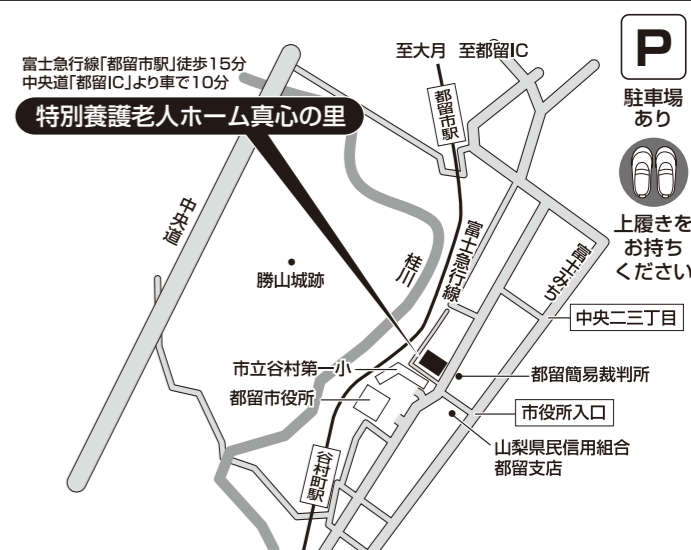 富士急行線「都留市駅」徒歩15分
中央道「都留IC」より車で10分
特別養護老人ホーム真心の里
至大月 至都留IC
都留市駅
P
駐車場
あり
上履きを
お持ち
ください
中央道
勝山城跡
桂川
富士急行線
富士みち
中央二三丁目
市立谷村第一小
都留市役所
都留簡易裁判所
市役所入口
山梨県民信用組合
都留支店
谷村町駅